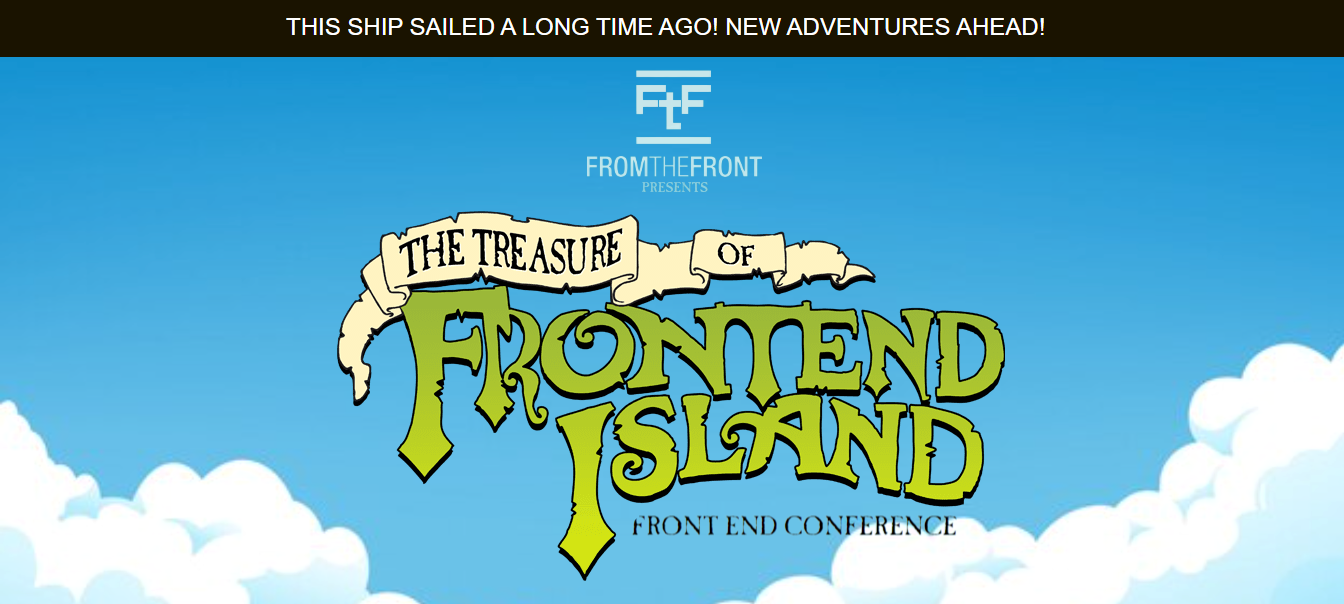 THIS SHIP SAILED A LONG TIME AGO! NEW ADVENTURES AHEAD!
FtF
FROMTHEFRONT
PRESENTS
THE TREASURE OF
FRONTEND
ISLAND
FRONT END CONFERENCE